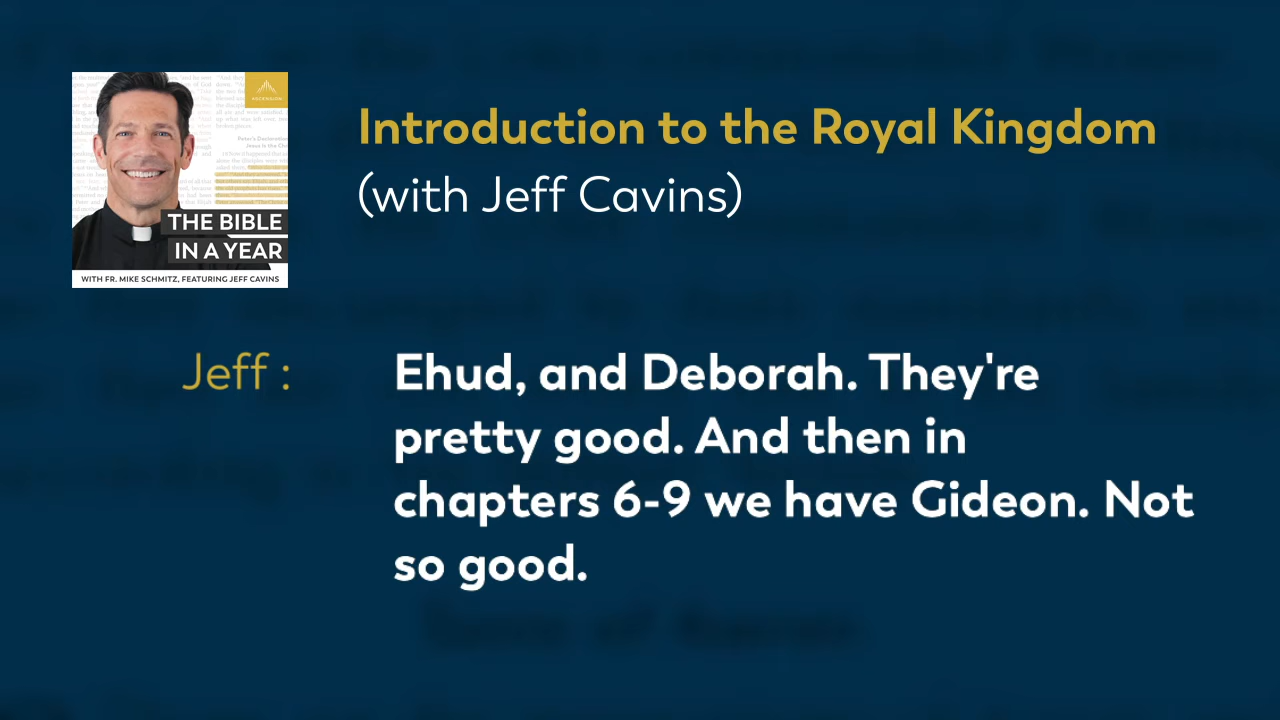 Introduction to the Royal Kingdom
(with Jeff Cavins)
THE BIBLE
IN A YEAR
WITH FR. MIKE SCHMITZ, FEATURING JEFF CAVINS
Jeff :
Ehud, and Deborah. They're
pretty good. And then in
chapters 6-9 we have Gideon. Not
so good.